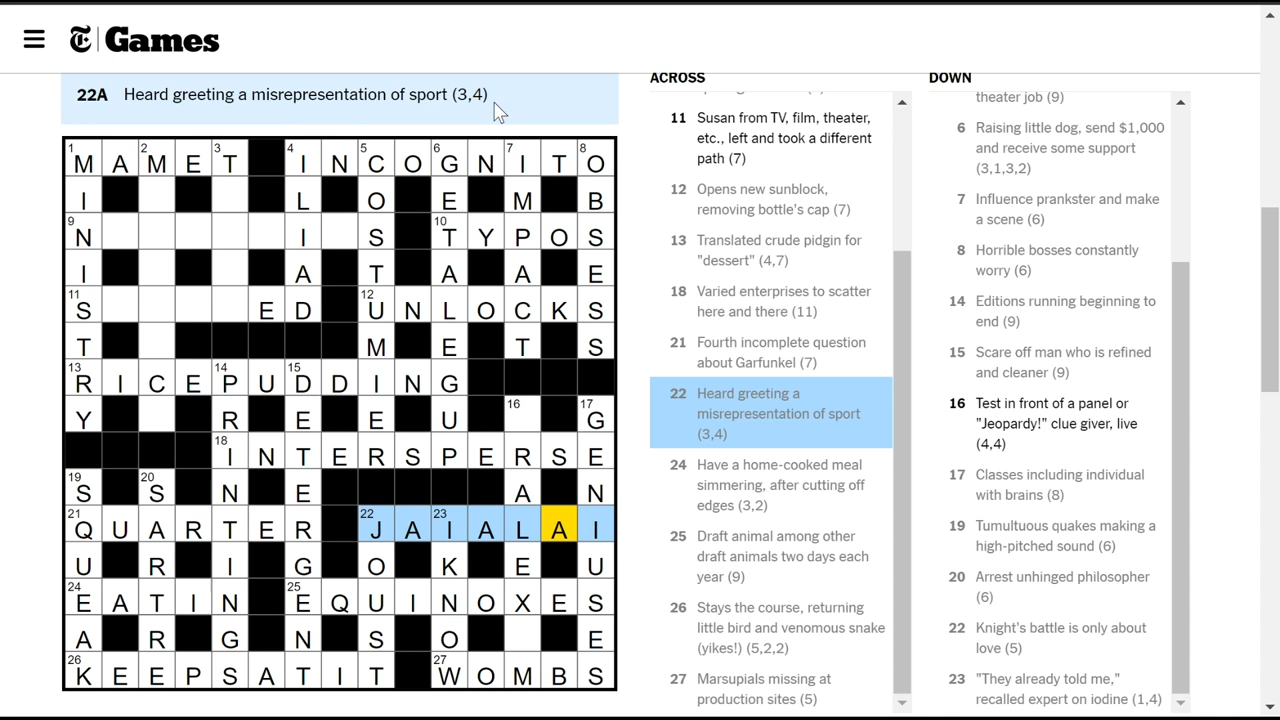 T Games
22A Heard greeting a misrepresentation of sport (3,4)
1 2 3 4 5 6 7 8
M A M E T I N C O G N I T O
I L O E M B
9 10
N I S T Y P O S
I A T A A E
11 12
S E D U N L O C K S
T M E T S
13 14 15
R I C E P U D D I N G
16 17
Y R E E U G
18
I N T E R S P E R S E
19 20
S S N E A N
21 22 23
Q U A R T E R J A I A L A I
U R I G O K E U
24 25
E A T I N E Q U I N O X E S
A R G N S O E
26 27
K E E P S A T I T W O M B S
ACROSS
11 Susan from TV, film, theater,
etc., left and took a different
path (7)
12 Opens new sunblock,
removing bottle's cap (7)
13 Translated crude pidgin for
"dessert" (4,7)
18 Varied enterprises to scatter
here and there (11)
21 Fourth incomplete question
about Garfunkel (7)
22 Heard greeting a
misrepresentation of sport
(3,4)
24 Have a home-cooked meal
simmering, after cutting off
edges (3,2)
25 Draft animal among other
draft animals two days each
year (9)
26 Stays the course, returning
little bird and venomous snake
(yikes!) (5,2,2)
27 Marsupials missing at
production sites (5)
DOWN
theater job (9)
6 Raising little dog, send $1,000
and receive some support
(3,1,3,2)
7 Influence prankster and make
a scene (6)
8 Horrible bosses constantly
worry (6)
14 Editions running beginning to
end (9)
15 Scare off man who is refined
and cleaner (9)
16 Test in front of a panel or
"Jeopardy!" clue giver, live
(4,4)
17 Classes including individual
with brains (8)
19 Tumultuous quakes making a
high-pitched sound (6)
20 Arrest unhinged philosopher
(6)
22 Knight's battle is only about
love (5)
23 "They already told me,"
recalled expert on iodine (1,4)